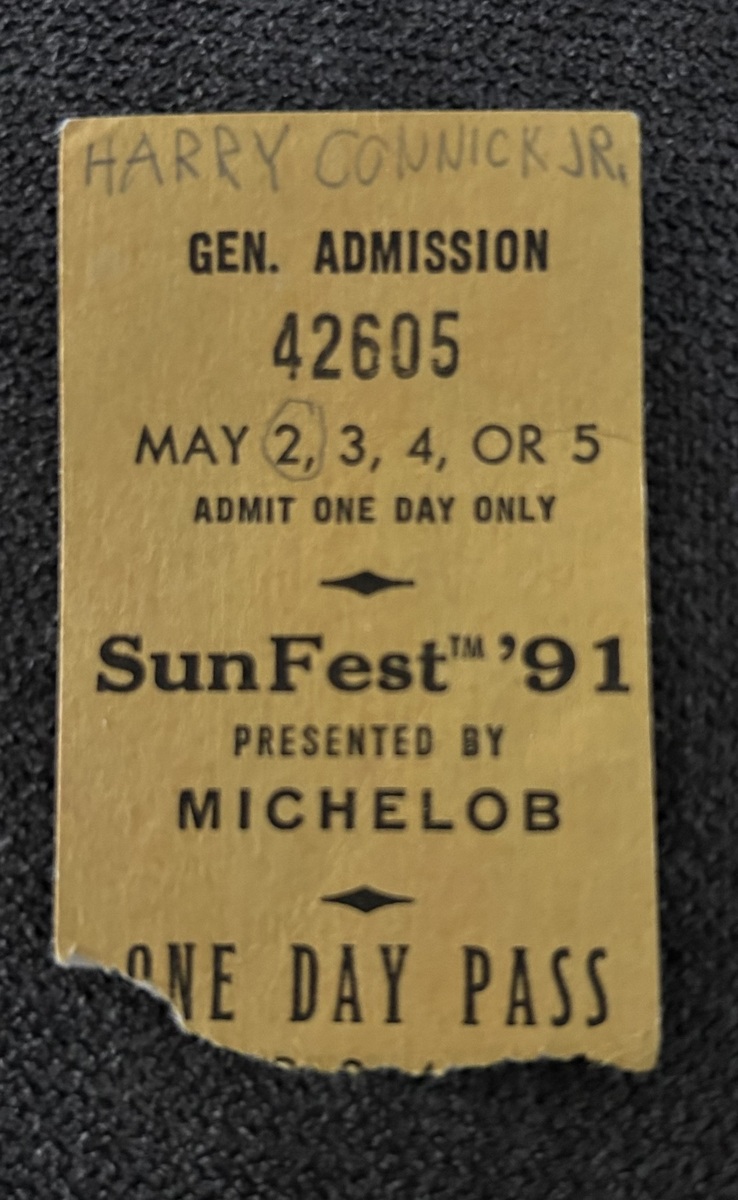 HARRY CONNICK JR.
GEN. ADMISSION
42605
MAY 2, 3, 4, OR 5
ADMIT ONE DAY ONLY
SunFest™ '91
PRESENTED BY
MICHELOB
ONE DAY PASS